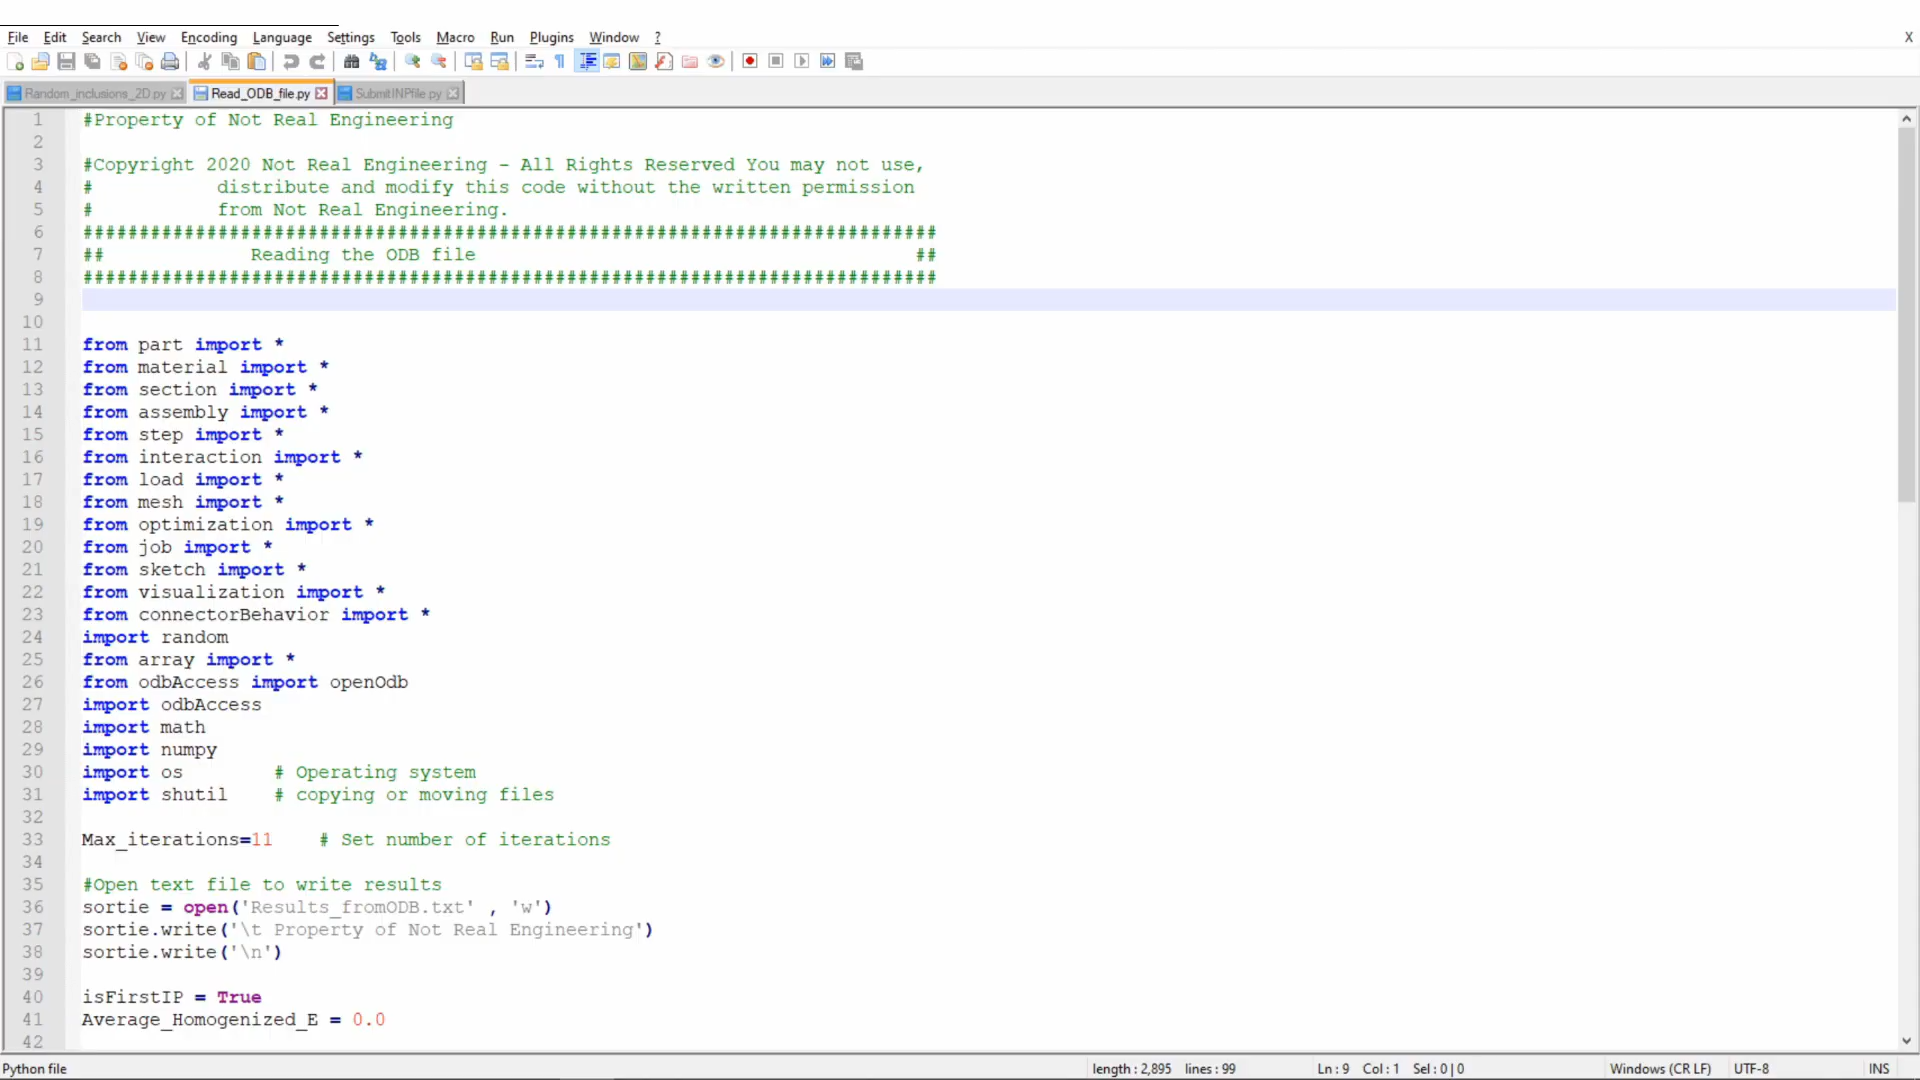 File Edit Search View Encoding Language Settings Tools Macro Run Plugins Window ? X
Random_inclusions_2D.py Read_ODB_file.py SubmitINPfile.py
1 #Property of Not Real Engineering
2
3 #Copyright 2020 Not Real Engineering - All Rights Reserved You may not use,
4 # distribute and modify this code without the written permission
5 # from Not Real Engineering.
6 ############################################################################
7 ## Reading the ODB file ##
8 ############################################################################
9
10
11 from part import *
12 from material import *
13 from section import *
14 from assembly import *
15 from step import *
16 from interaction import *
17 from load import *
18 from mesh import *
19 from optimization import *
20 from job import *
21 from sketch import *
22 from visualization import *
23 from connectorBehavior import *
24 import random
25 from array import *
26 from odbAccess import openOdb
27 import odbAccess
28 import math
29 import numpy
30 import os # Operating system
31 import shutil # copying or moving files
32
33 Max_iterations=11 # Set number of iterations
34
35 #Open text file to write results
36 sortie = open('Results_fromODB.txt' , 'w')
37 sortie.write('\t Property of Not Real Engineering')
38 sortie.write('\n')
39
40 isFirstIP = True
41 Average_Homogenized_E = 0.0
42
Python file length : 2,895 lines : 99 Ln : 9 Col : 1 Sel : 0 | 0 Windows (CR LF) UTF-8 INS